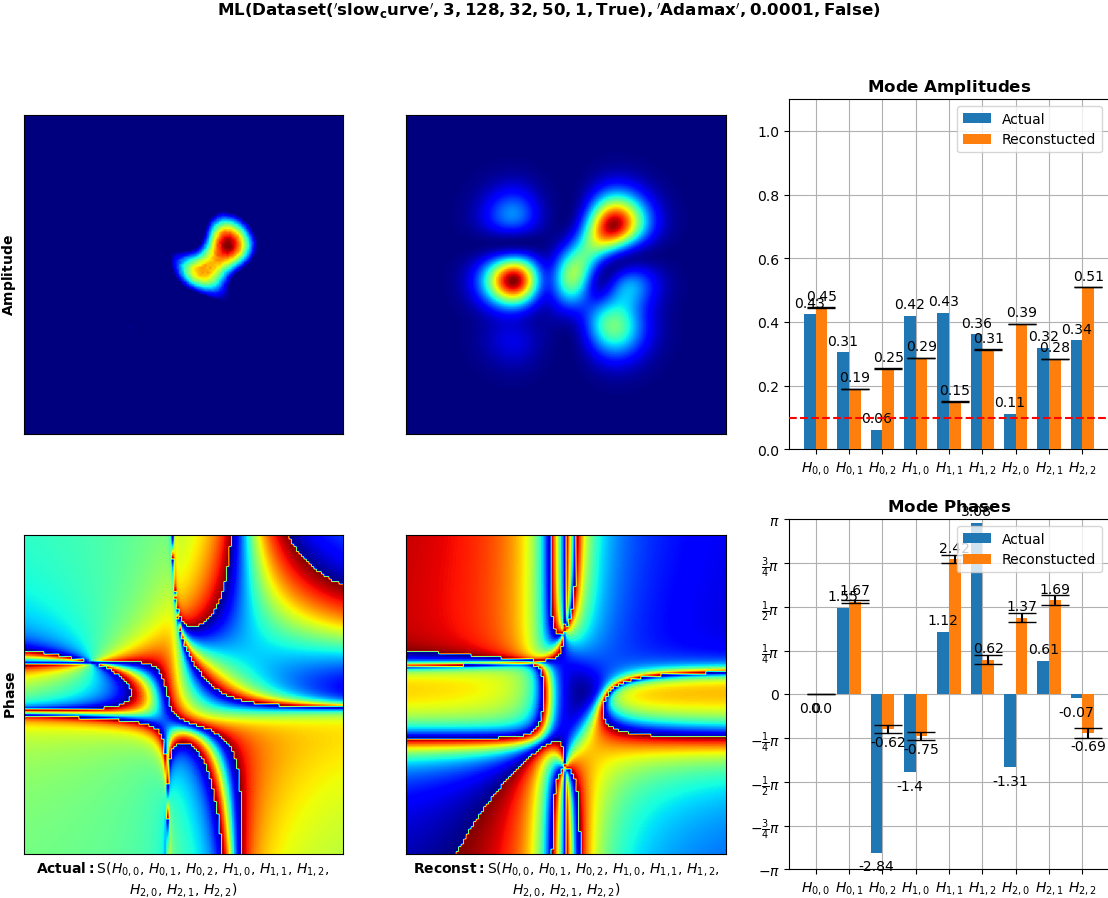 ML(Dataset(′slow_curve′, 3, 128, 32, 50, 1, True), ′Adamax′, 0.0001, False)
Mode Amplitudes
Amplitude
Actual
Reconstucted
1.0
0.8
0.6
0.4
0.2
0.0
0.43 0.45 0.31 0.19 0.06 0.25 0.42 0.29 0.43 0.15 0.36 0.31 0.11 0.39 0.32 0.28 0.34 0.51
H0,0 H0,1 H0,2 H1,0 H1,1 H1,2 H2,0 H2,1 H2,2
Mode Phases
Phase
Actual
Reconstucted
π
3/4π
1/2π
1/4π
0
−1/4π
−1/2π
−3/4π
−π
0.0 0.0 1.55 1.67 -2.84 -0.62 -1.4 -0.75 1.12 2.42 3.08 0.62 -1.31 1.37 0.61 1.69 -0.07 -0.69
H0,0 H0,1 H0,2 H1,0 H1,1 H1,2 H2,0 H2,1 H2,2
Actual: S(H0,0, H0,1, H0,2, H1,0, H1,1, H1,2,
H2,0, H2,1, H2,2)
Reconst: S(H0,0, H0,1, H0,2, H1,0, H1,1, H1,2,
H2,0, H2,1, H2,2)